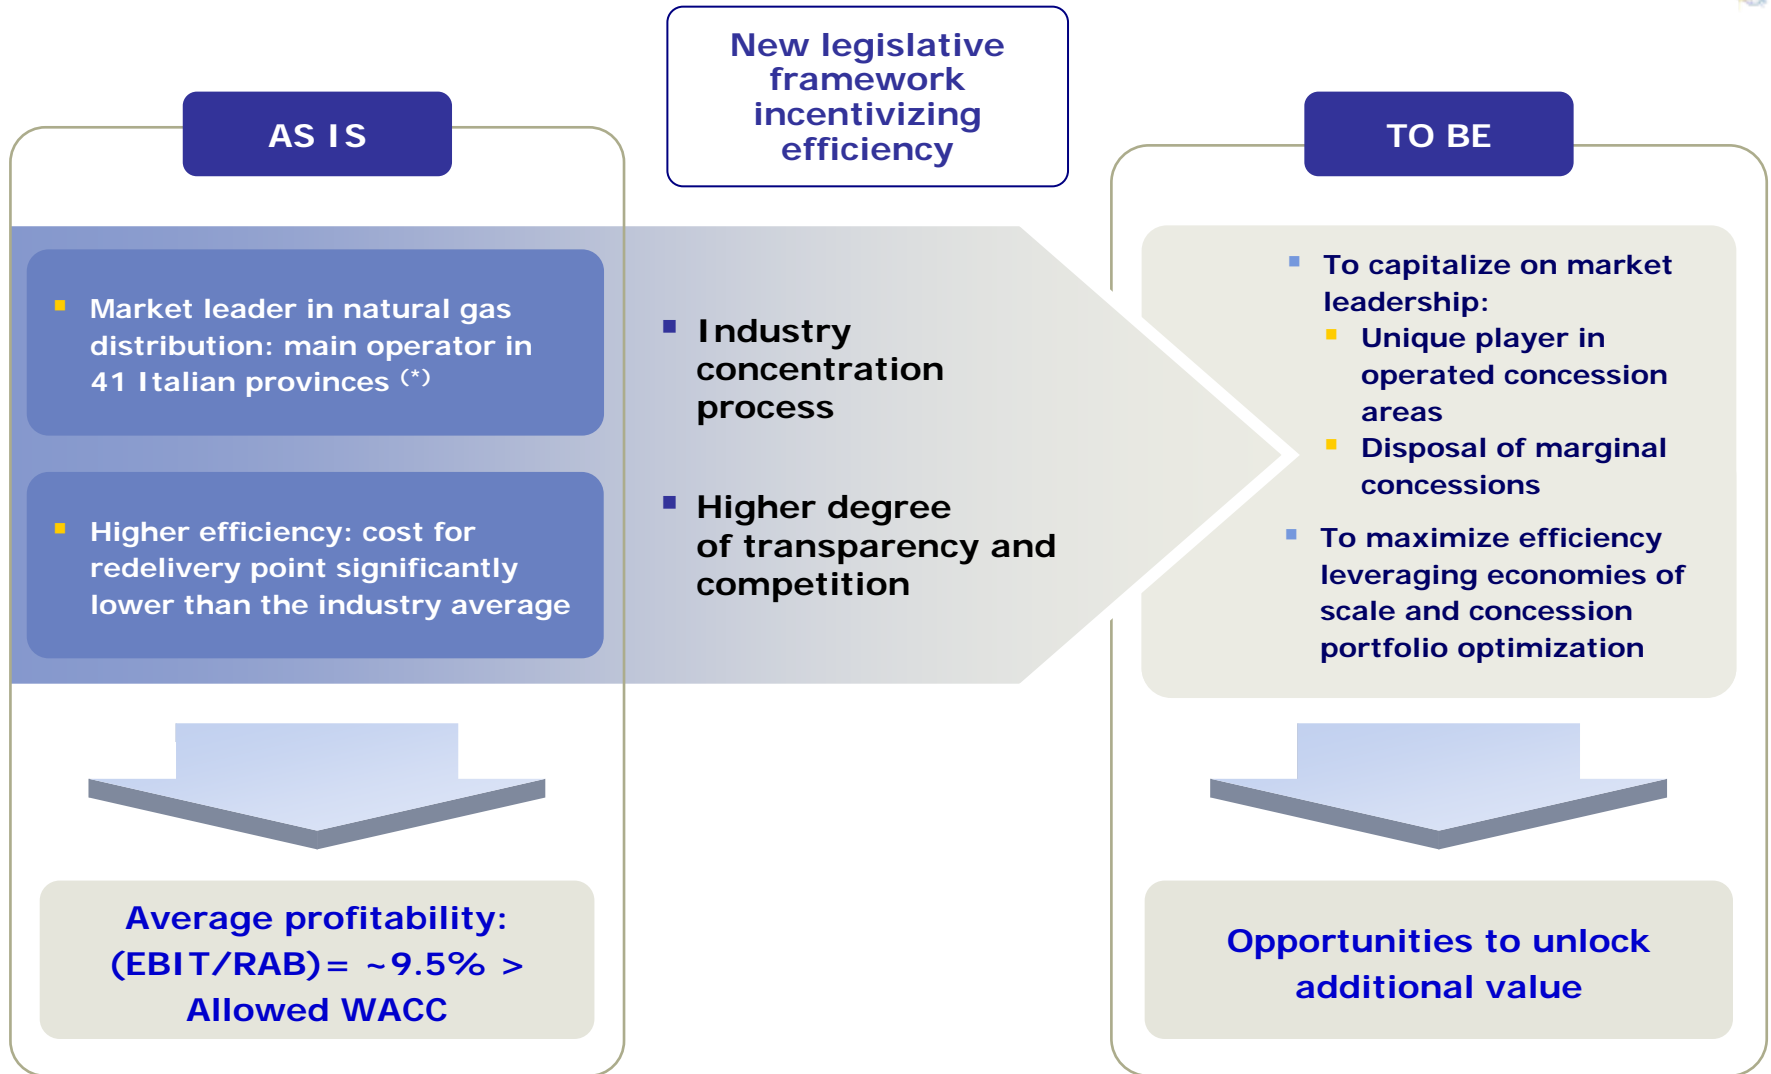 New legislative
framework
incentivizing
efficiency
AS IS
Market leader in natural gas
distribution: main operator in
41 Italian provinces (*)
Higher efficiency: cost for
redelivery point significantly
lower than the industry average
Average profitability:
(EBIT/RAB)= ~9.5% >
Allowed WACC
Industry
concentration
process
Higher degree
of transparency and
competition
TO BE
To capitalize on market
leadership:
Unique player in
operated concession
areas
Disposal of marginal
concessions
To maximize efficiency
leveraging economies of
scale and concession
portfolio optimization
Opportunities to unlock
additional value